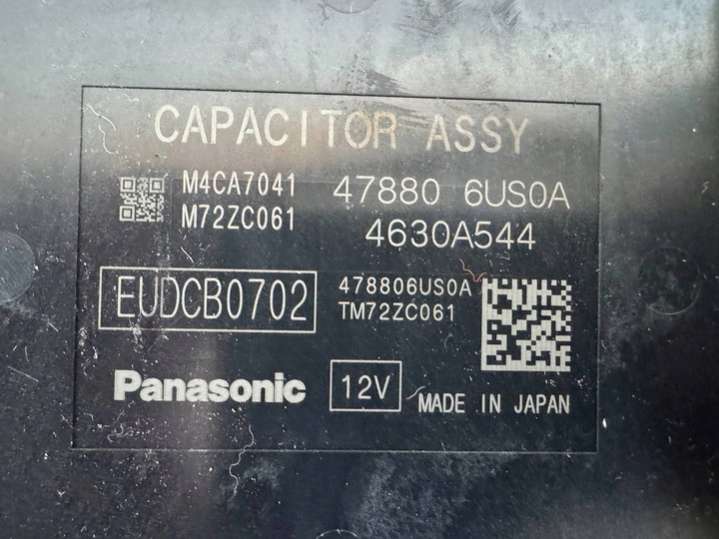 CAPACITOR ASSY
M4CA7041 47880 6US0A
M72ZC061 4630A544
EUDCB0702 478806US0A
TM72ZC061
Panasonic 12V MADE IN JAPAN